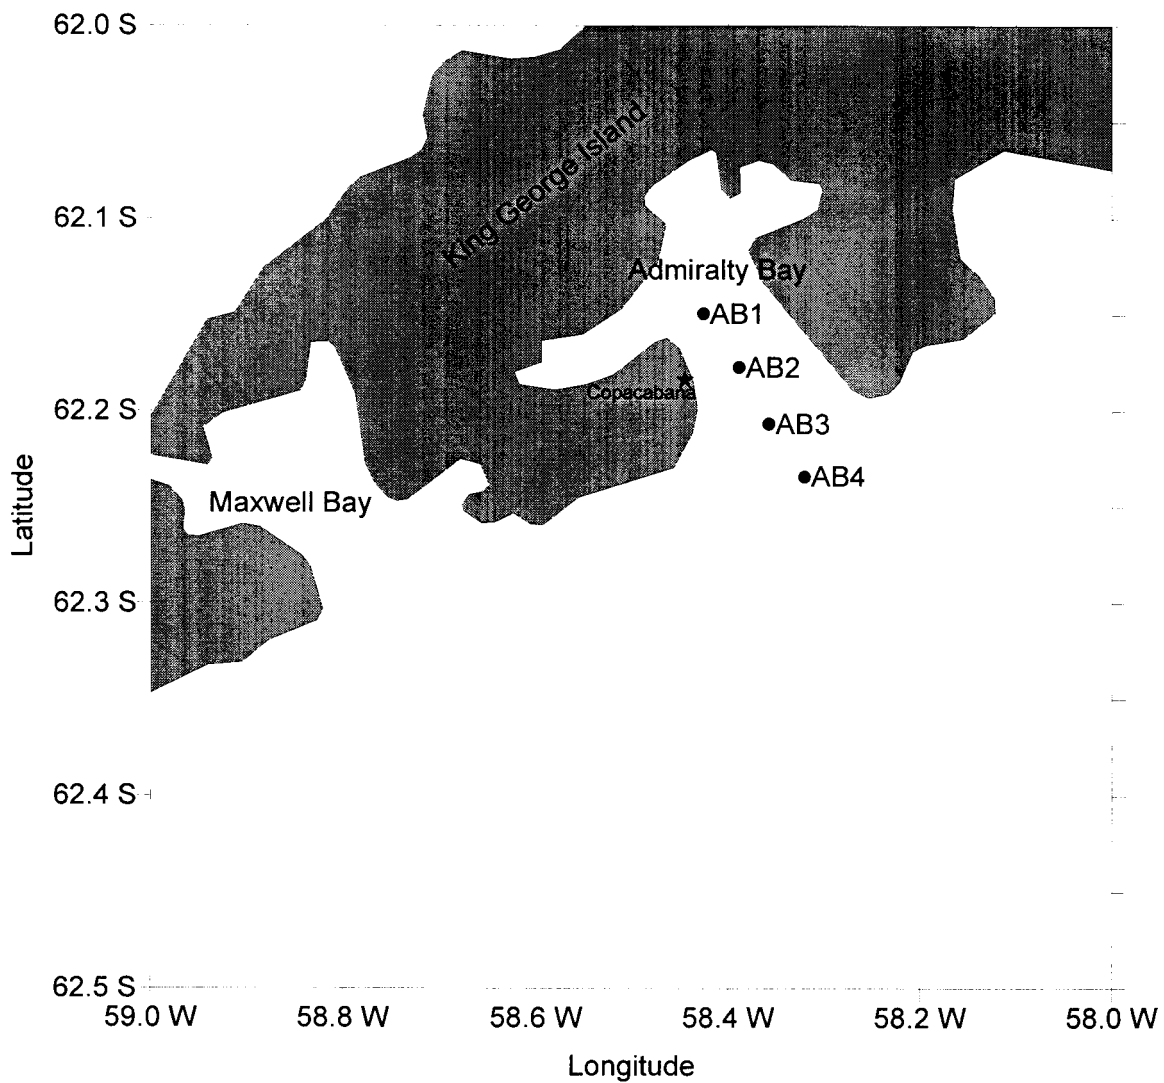 62.0 S
King George Island
62.1 S
Admiralty Bay
AB1
AB2
Copacabana
62.2 S
AB3
AB4
Maxwell Bay
Latitude
62.3 S
62.4 S
62.5 S
59.0 W 58.8 W 58.6 W 58.4 W 58.2 W 58.0 W
Longitude